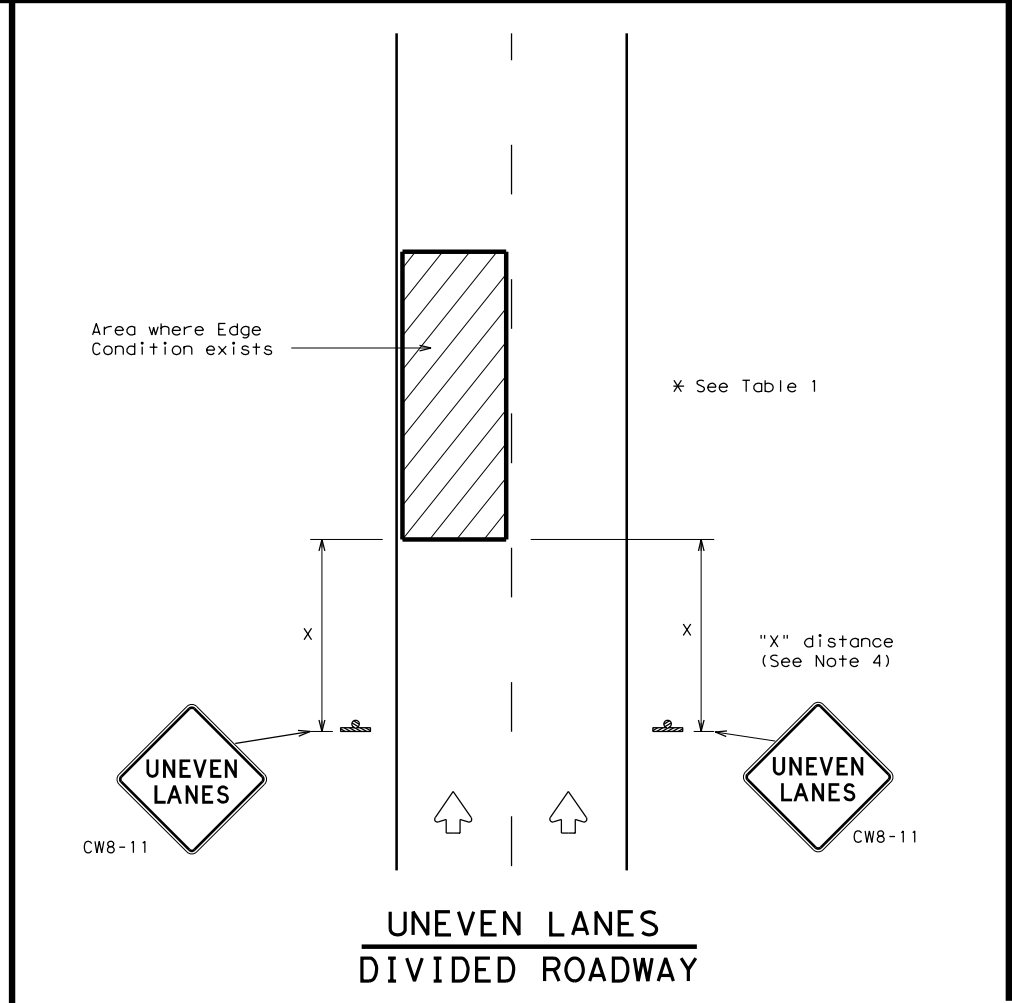 Area where Edge
Condition exists
* See Table 1
X
X
"X" distance
(See Note 4)
UNEVEN
LANES
CW8-11
UNEVEN
LANES
CW8-11
UNEVEN LANES
DIVIDED ROADWAY